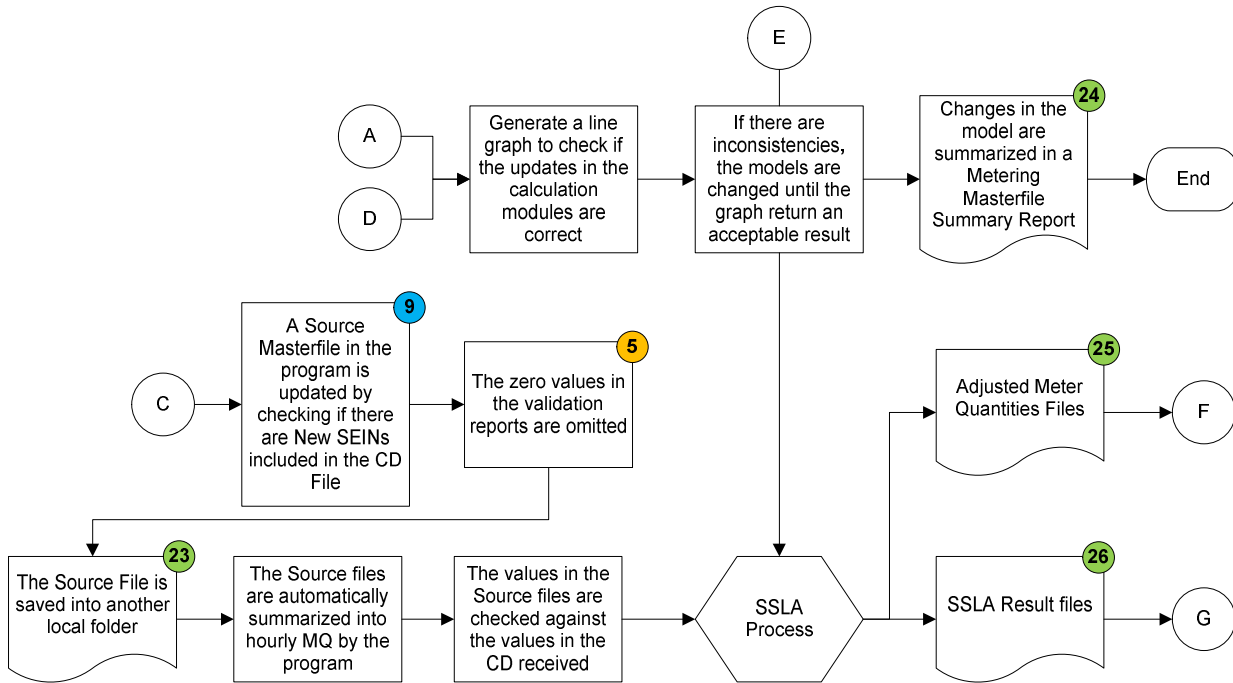 E
A
D
Generate a line
graph to check if
the updates in the
calculation
modules are
correct
If there are
inconsistencies,
the models are
changed until the
graph return an
acceptable result
24
Changes in the
model are
summarized in a
Metering
Masterfile
Summary Report
End
C
9
A Source
Masterfile in the
program is
updated by
checking if there
are New SEINs
included in the CD
File
5
The zero values in
the validation
reports are omitted
25
Adjusted Meter
Quantities Files
F
23
The Source File is
saved into another
local folder
The Source files
are automatically
summarized into
hourly MQ by the
program
The values in the
Source files are
checked against
the values in the
CD received
SSLA
Process
26
SSLA Result files
G